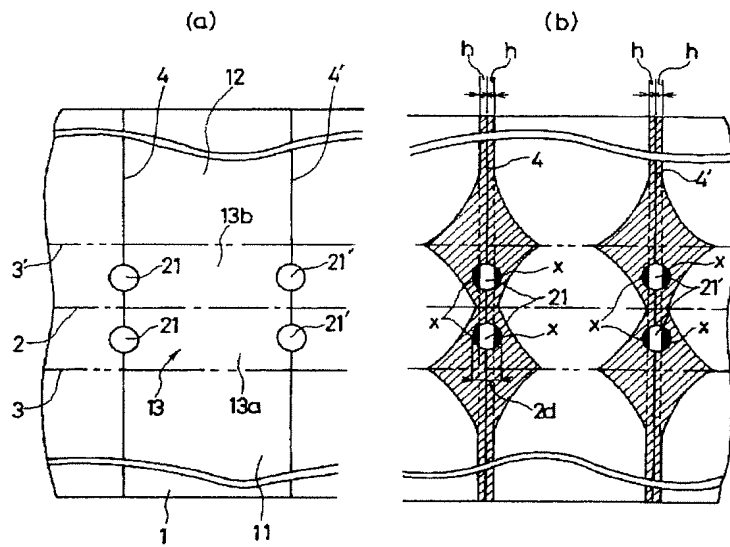 (a) (b)
h h h h
4 12 4'
4 4'
13b
3' 21 21' x x
2 21 21'
21 21' x x x x
3 13 13a 2d
1 11